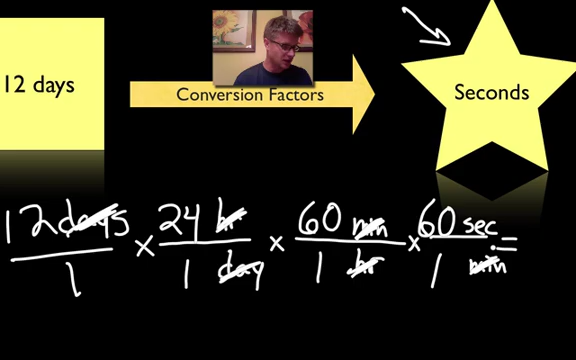 12 days
Conversion Factors
Seconds
12 days × 24 hr × 60 min × 60 sec =
1 1 day 1 hr 1 min